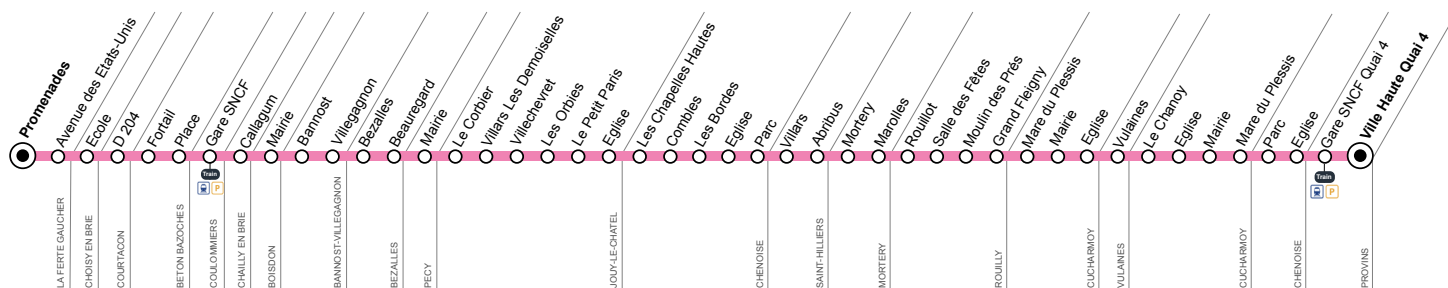 Promenades
Avenue des Etats-Unis
Ecole
D 204
Fortail
Place
Gare SNCF
Callagum
Mairie
Bannost
Villegagnon
Bezalles
Beauregard
Mairie
Le Corbier
Villars Les Demoiselles
Villechevret
Les Orbies
Le Petit Paris
Eglise
Les Chapelles Hautes
Combles
Les Bordes
Eglise
Parc
Villars
Abribus
Mortery
Marolles
Rouillot
Salle des Fêtes
Moulin des Prés
Grand Fleigny
Mare du Plessis
Mairie
Eglise
Vulaines
Le Chanoy
Eglise
Mairie
Mare du Plessis
Parc
Eglise
Gare SNCF Quai 4
Ville Haute Quai 4
Train
P
Train
P
LA FERTE GAUCHER
CHOISY EN BRIE
COURTACON
BETON BAZOCHES
COULOMMIERS
CHAILLY EN BRIE
BOISDON
BANNOST-VILLEGAGNON
BEZALLES
PECY
JOUY-LE-CHATEL
CHENOISE
SAINT-HILLIERS
MORTERY
ROUILLY
CUCHARMOY
VULAINES
CUCHARMOY
CHENOISE
PROVINS